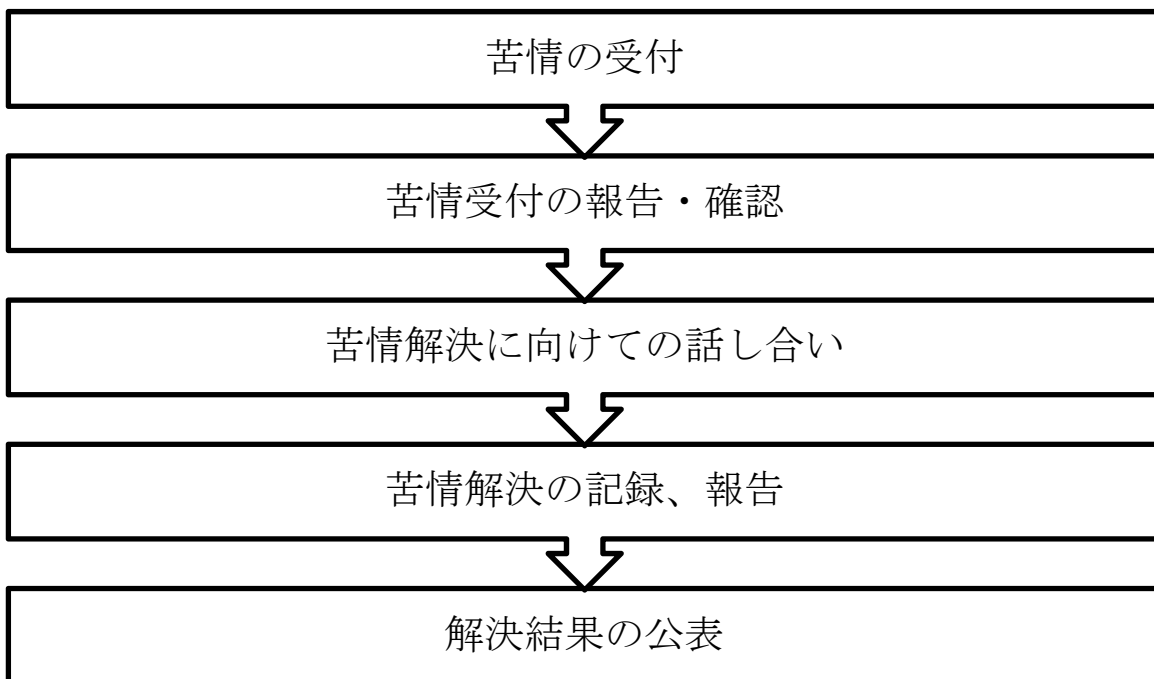 苦情の受付
苦情受付の報告・確認
苦情解決に向けての話し合い
苦情解決の記録、報告
解決結果の公表